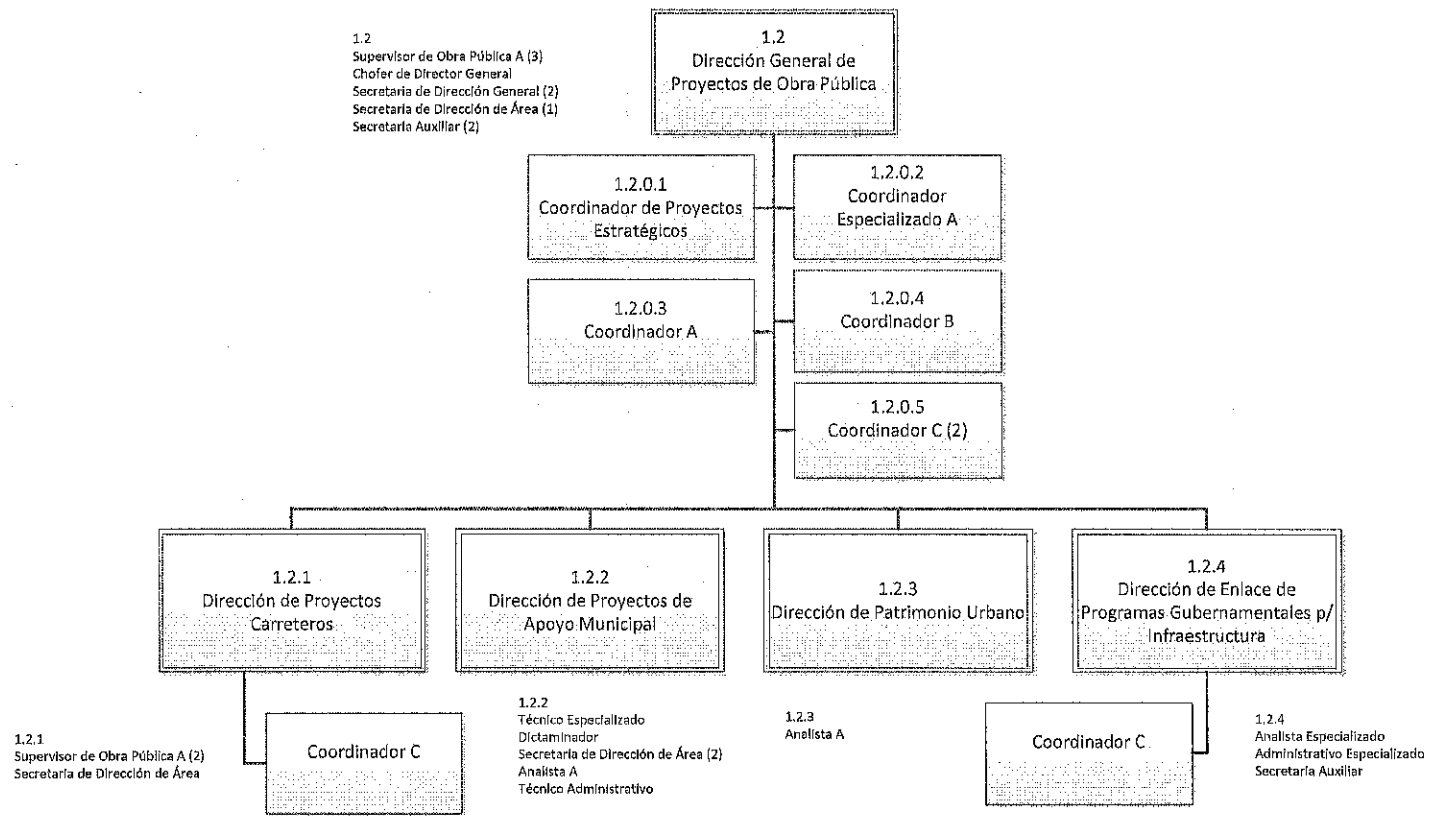 1.2
Supervisor de Obra Pública A (3)
Chofer de Director General
Secretaria de Dirección General (2)
Secretaria de Dirección de Área (1)
Secretaria Auxiliar (2)
1.2
Dirección General de
Proyectos de Obra Pública
1.2.0.1
Coordinador de Proyectos
Estratégicos
1.2.0.2
Coordinador
Especializado A
1.2.0.3
Coordinador A
1.2.0.4
Coordinador B
1.2.0.5
Coordinador C (2)
1.2.1
Dirección de Proyectos
Carreteros
1.2.2
Dirección de Proyectos de
Apoyo Municipal
1.2.3
Dirección de Patrimonio Urbano
1.2.4
Dirección de Enlace de
Programas Gubernamentales p/
Infraestructura
1.2.1
Supervisor de Obra Pública A (2)
Secretaria de Dirección de Área
Coordinador C
1.2.2
Técnico Especializado
Dictaminador
Secretaria de Dirección de Área (2)
Analista A
Técnico Administrativo
1.2.3
Analista A
Coordinador C
1.2.4
Analista Especializado
Administrativo Especializado
Secretaria Auxiliar